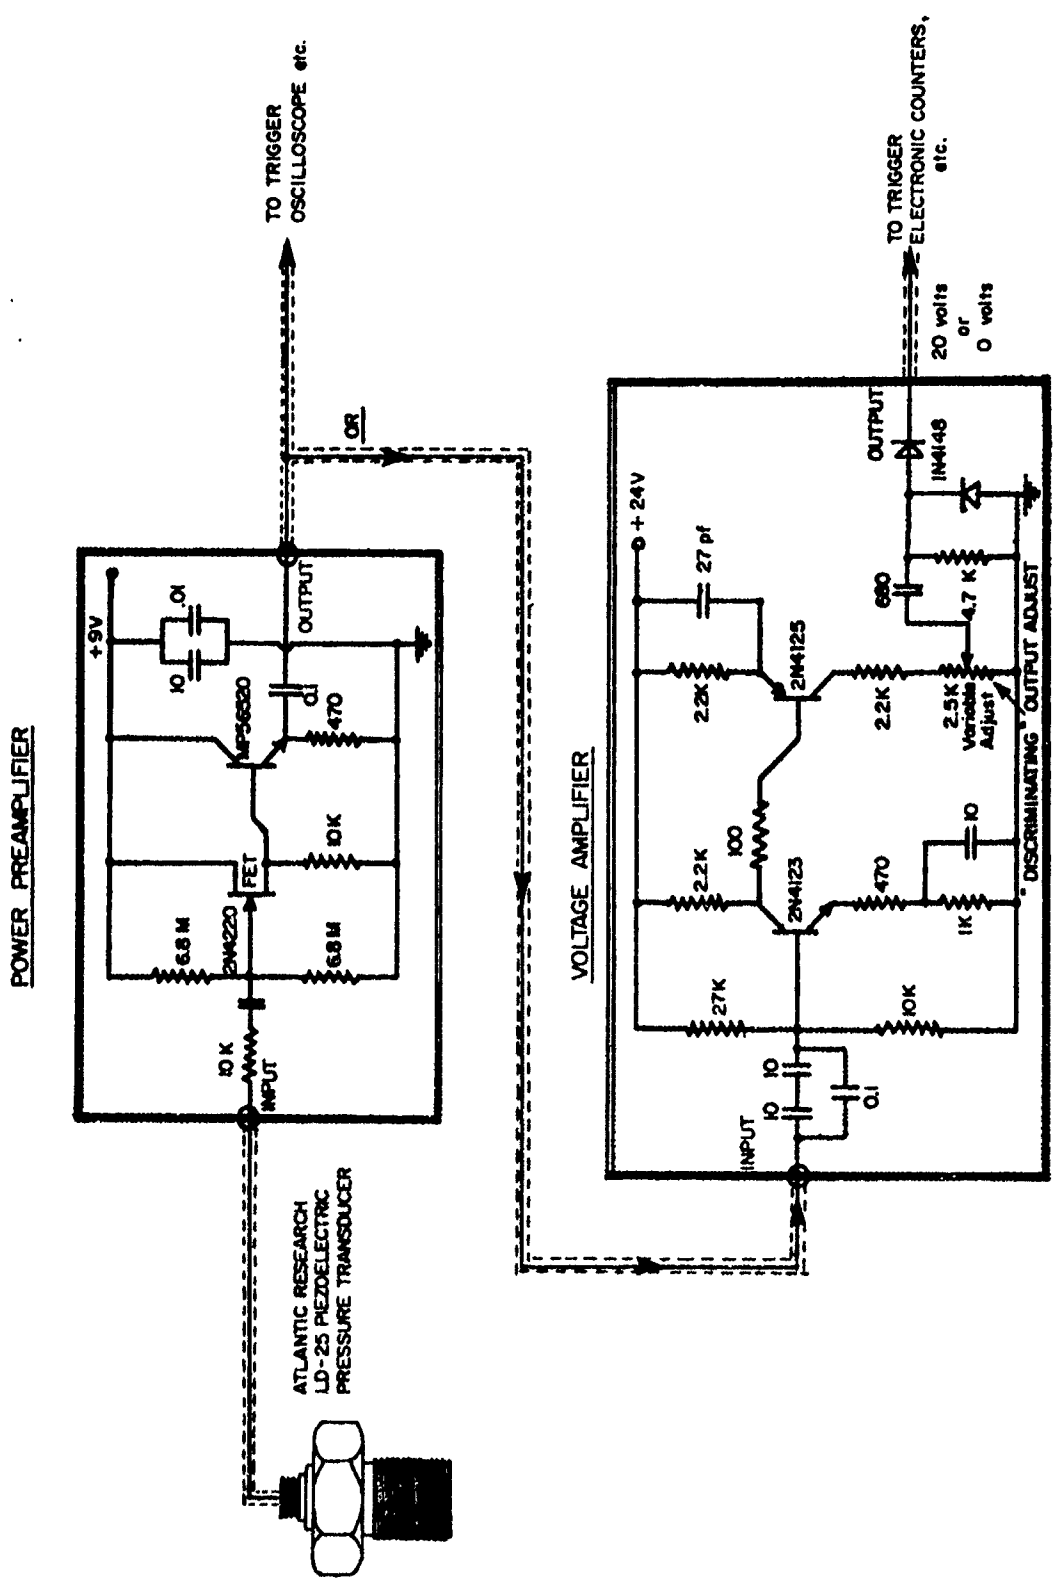 POWER PREAMPLIFIER
+9V
10
.01
6.8 M
2N4220
FET
MPS6520
10 K
INPUT
6.8 M
10K
470
0.1
OUTPUT
TO TRIGGER
OSCILLOSCOPE etc.
OR
ATLANTIC RESEARCH
LD-25 PIEZOELECTRIC
PRESSURE TRANSDUCER
VOLTAGE AMPLIFIER
+ 24V
27K
2.2K
100
2.2K
27 pf
INPUT
10
10
0.1
2N4123
2N4125
10K
470
1K
10
2.2K
2.5K
Variable
Adjust
680
4.7 K
"DISCRIMINATING" OUTPUT ADJUST
OUTPUT
1N4148
20 volts
or
0 volts
TO TRIGGER
ELECTRONIC COUNTERS,
etc.